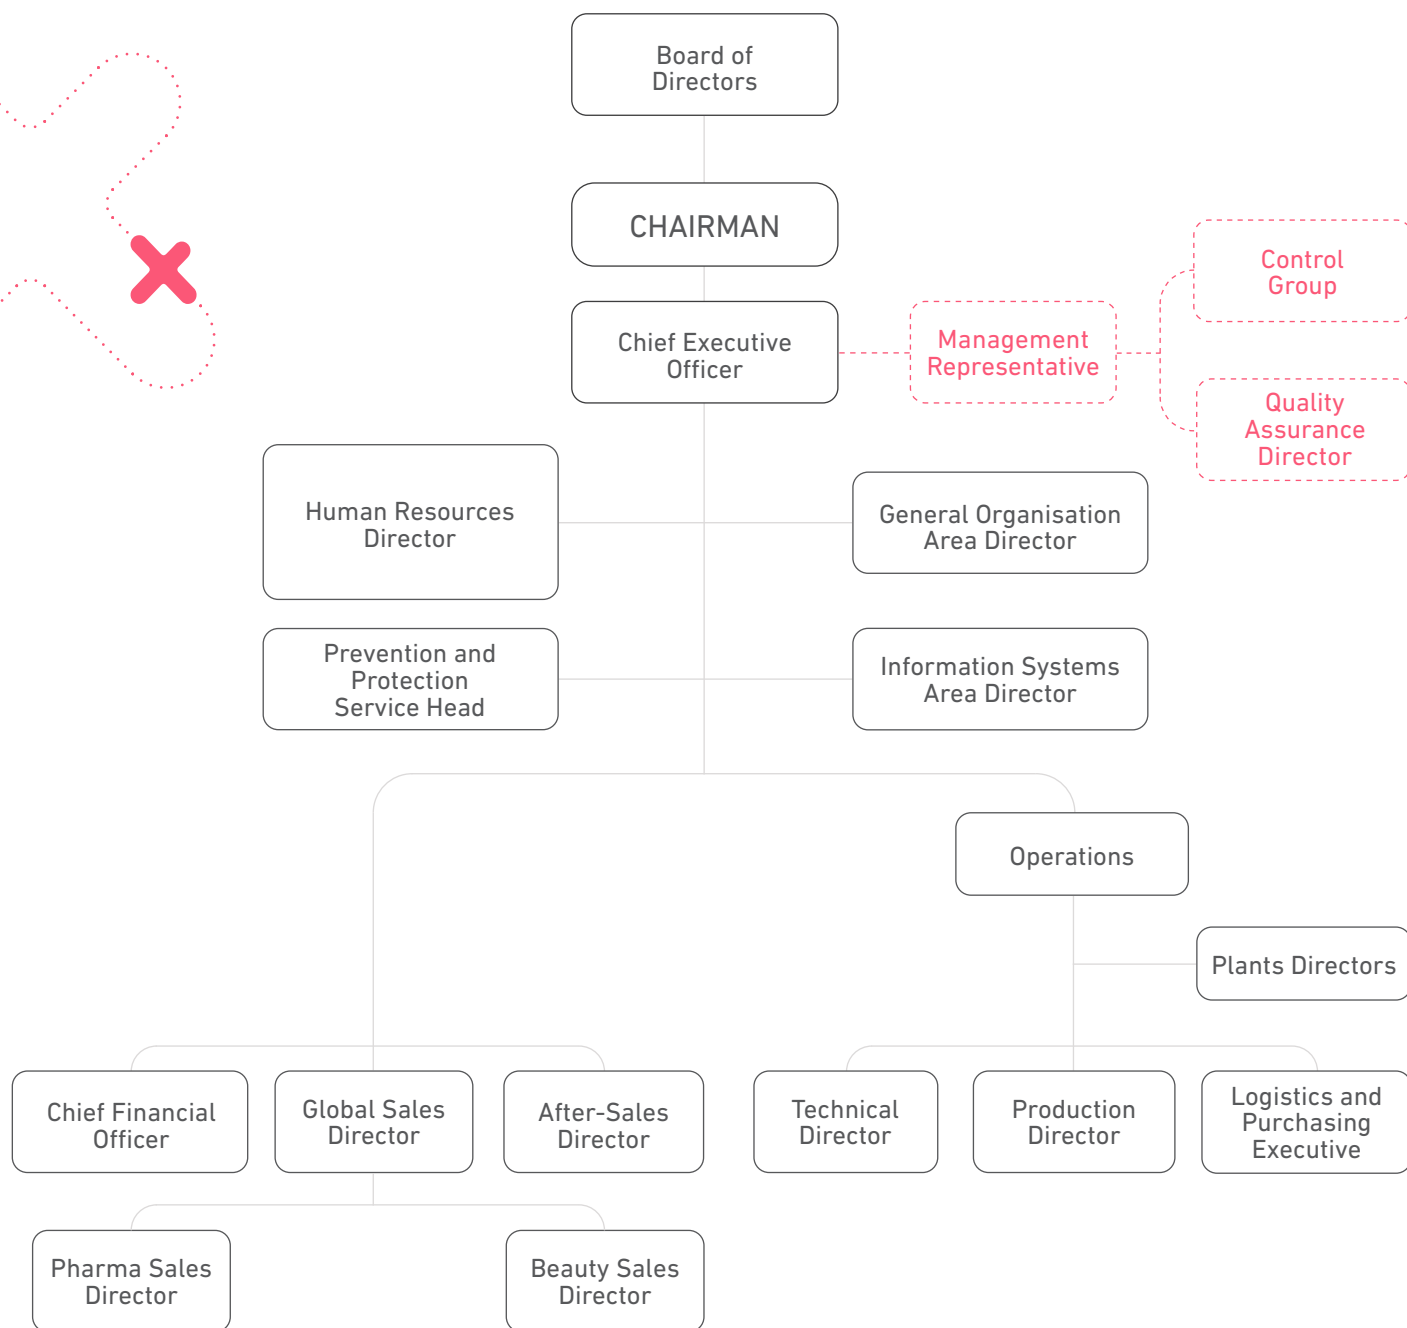 Board of
Directors
CHAIRMAN
Chief Executive
Officer
Management
Representative
Control
Group
Quality
Assurance
Director
Human Resources
Director
General Organisation
Area Director
Prevention and
Protection
Service Head
Information Systems
Area Director
Operations
Plants Directors
Chief Financial
Officer
Global Sales
Director
After-Sales
Director
Technical
Director
Production
Director
Logistics and
Purchasing
Executive
Pharma Sales
Director
Beauty Sales
Director